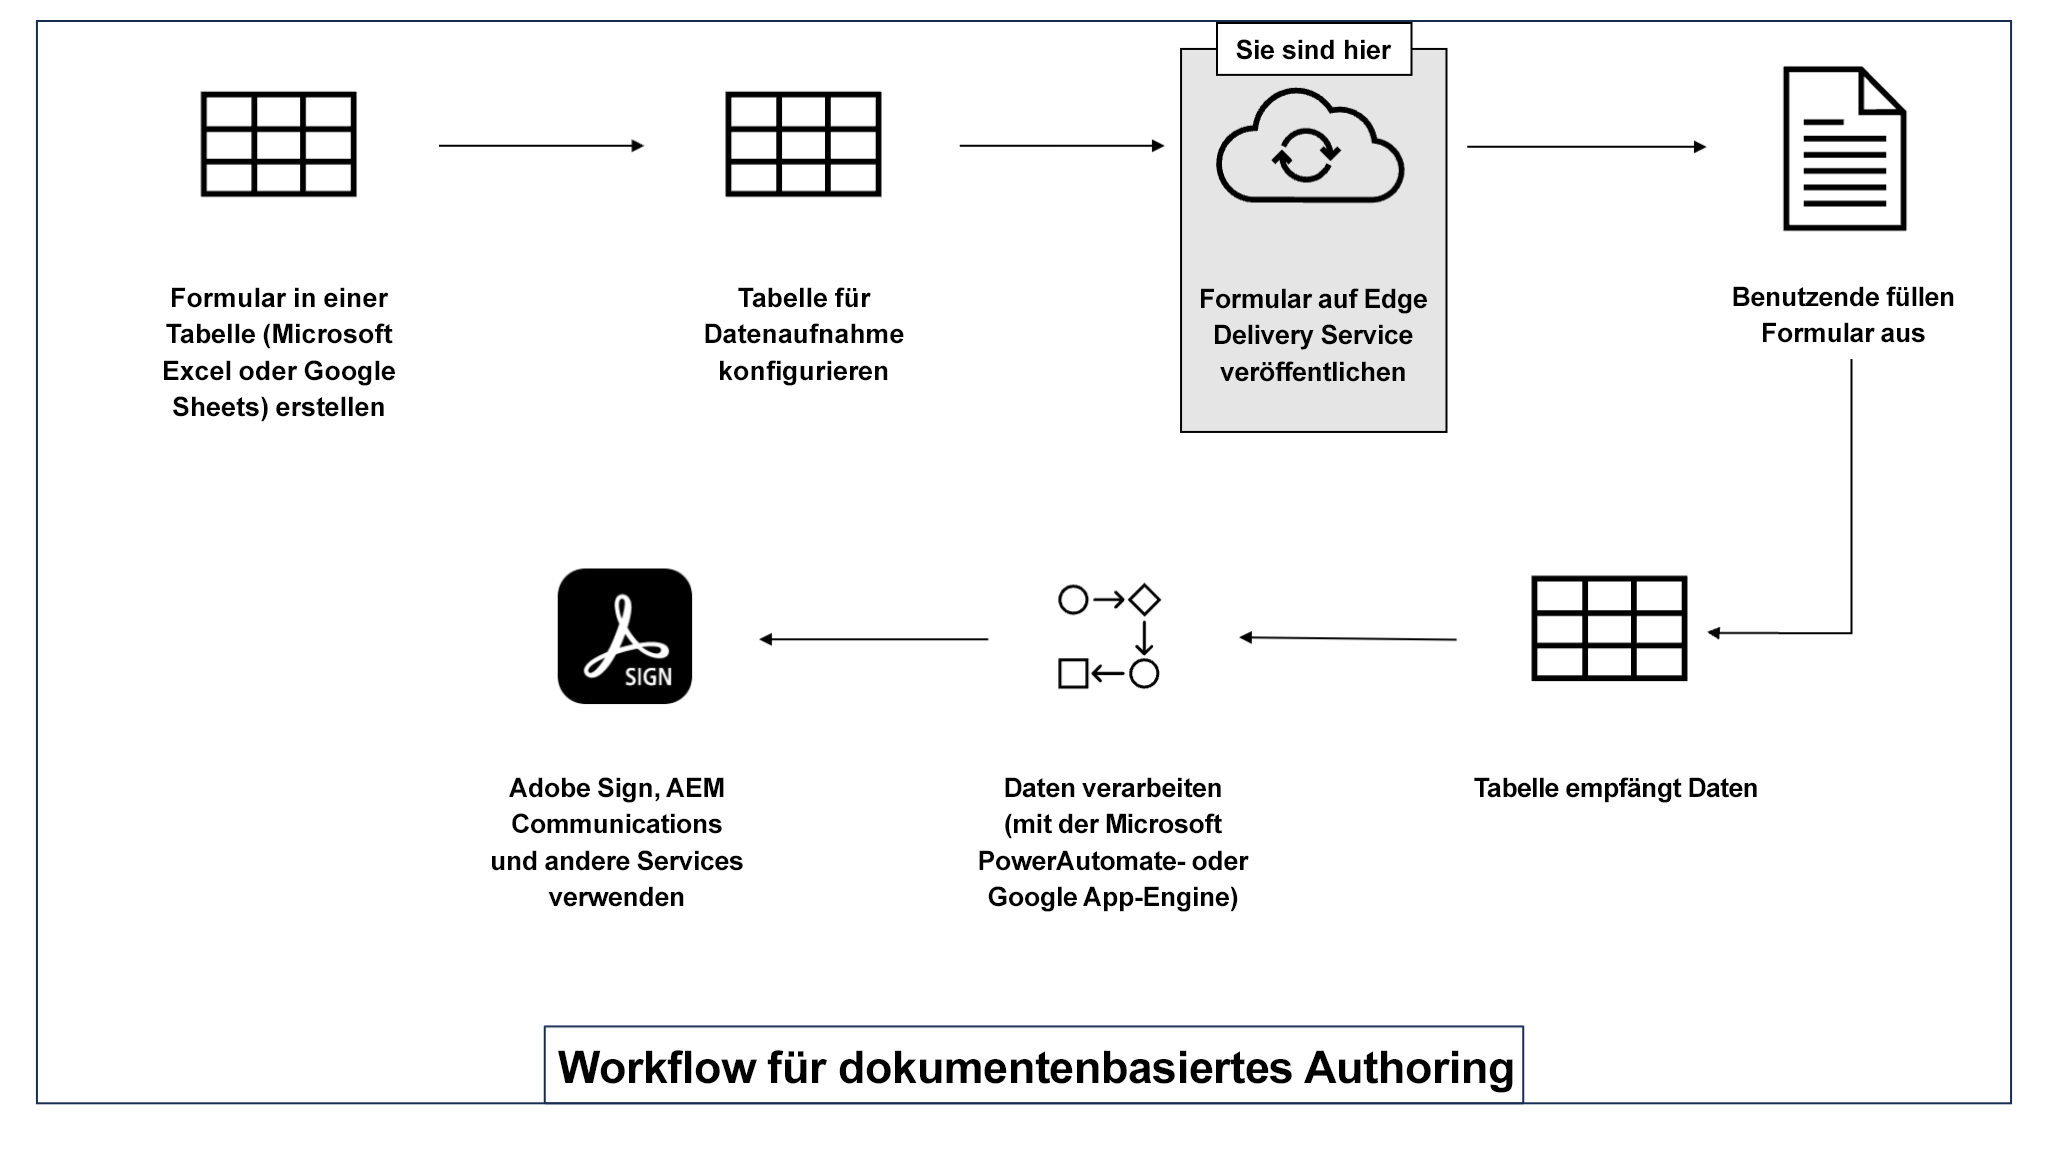 Sie sind hier
Formular in einer
Tabelle (Microsoft
Excel oder Google
Sheets) erstellen
Tabelle für
Datenaufnahme
konfigurieren
Formular auf Edge
Delivery Service
veröffentlichen
Benutzende füllen
Formular aus
SIGN
Adobe Sign, AEM
Communications
und andere Services
verwenden
Daten verarbeiten
(mit der Microsoft
PowerAutomate- oder
Google App-Engine)
Tabelle empfängt Daten
Workflow für dokumentenbasiertes Authoring